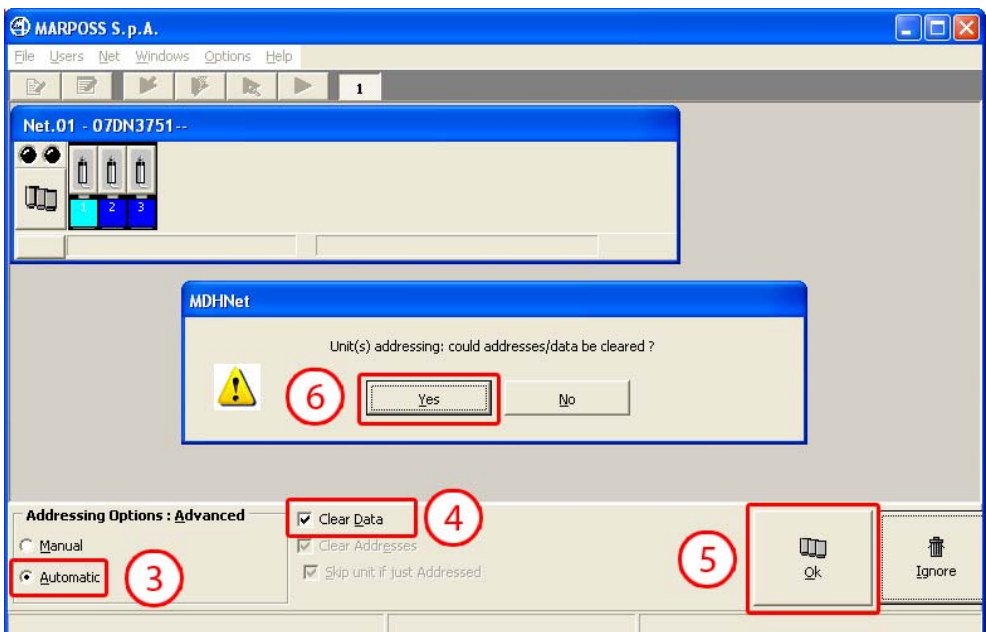 MARPOSS S.p.A.
File Users Net Windows Options Help
1
Net.01 - 07DN3751--
1 2 3
MDHNet
Unit(s) addressing: could addresses/data be cleared ?
6 Yes No
Addressing Options : Advanced
Clear Data 4
Manual
Clear Addresses
Automatic 3
Skip unit if just Addressed
5 Ok
Ignore